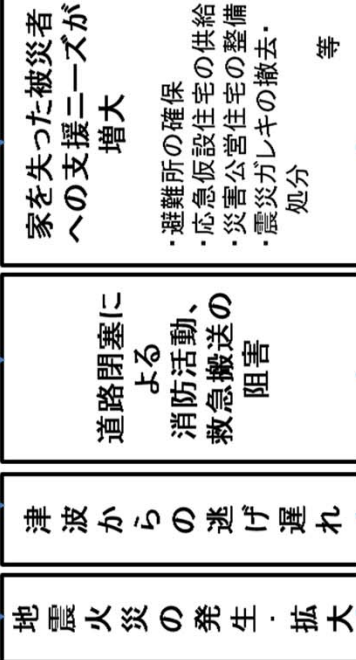 地震火災の発生・拡大
津波からの逃げ遅れ
道路閉塞に
よる
消防活動、
救急搬送の
阻害
家を失った被災者
への支援ニーズが
増大
・避難所の確保
・応急仮設住宅の供給
・災害公営住宅の整備
・震災ガレキの撤去・
処分
等